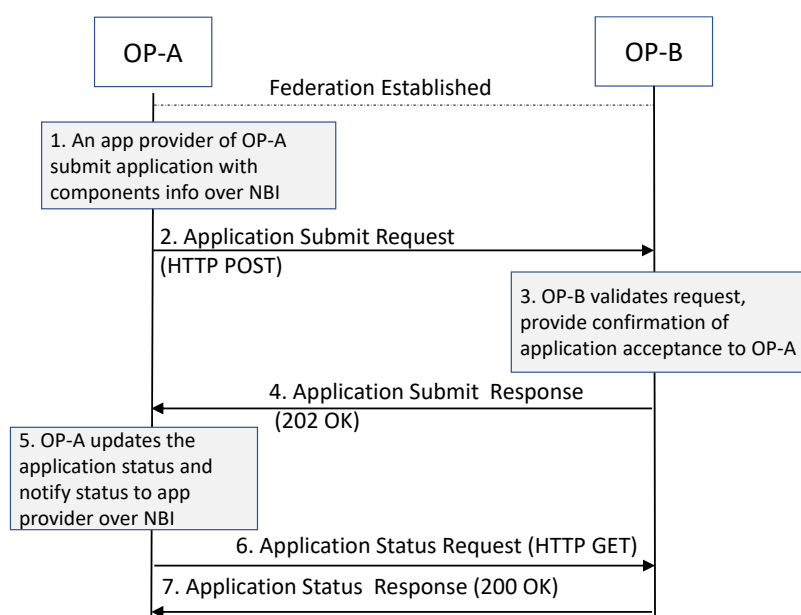 OP-A
OP-B
Federation Established
1. An app provider of OP-A
submit application with
components info over NBI
2. Application Submit Request
(HTTP POST)
3. OP-B validates request,
provide confirmation of
application acceptance to OP-A
4. Application Submit Response
(202 OK)
5. OP-A updates the
application status and
notify status to app
provider over NBI
6. Application Status Request (HTTP GET)
7. Application Status Response (200 OK)